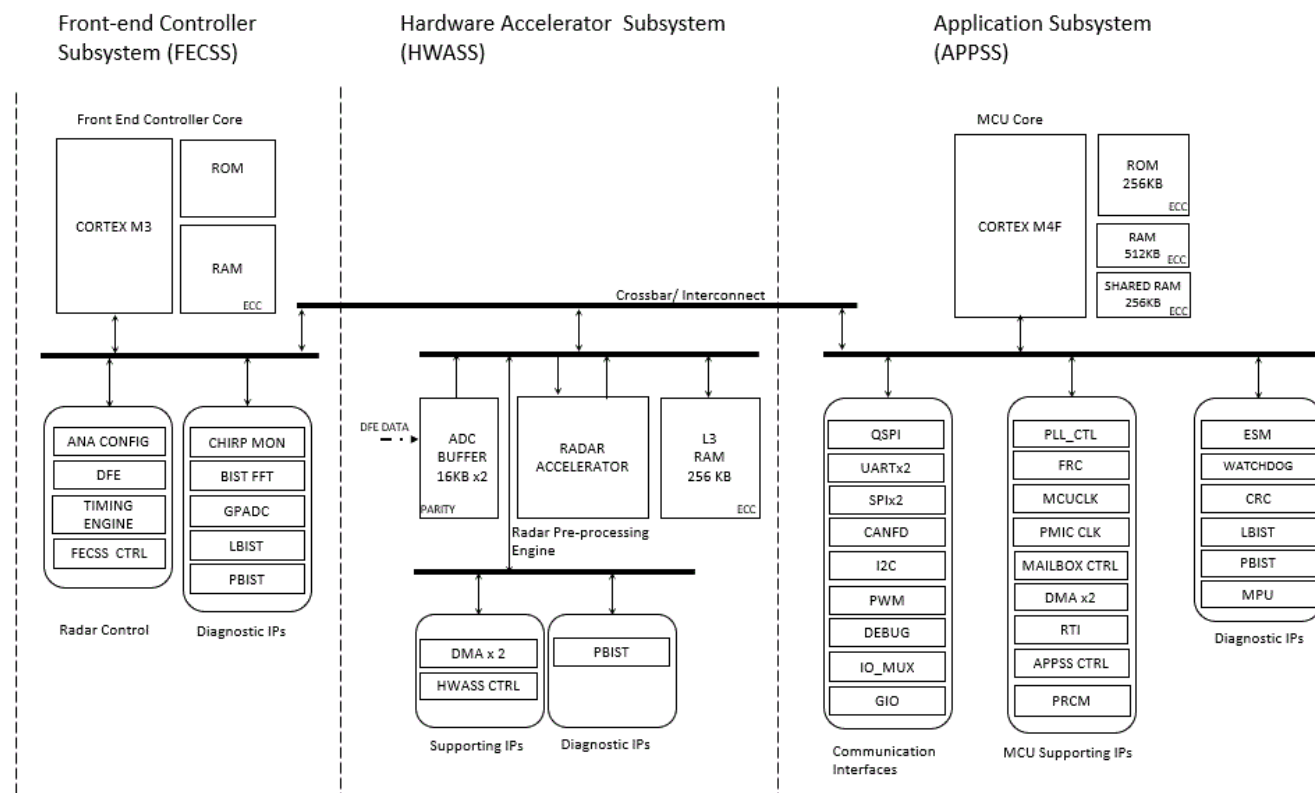 Front-end Controller
Subsystem (FECSS)
Hardware Accelerator Subsystem
(HWASS)
Application Subsystem
(APPSS)
Front End Controller Core
CORTEX M3
ROM
RAM
ECC
MCU Core
CORTEX M4F
ROM
256KB
ECC
RAM
512KB
ECC
SHARED RAM
256KB
ECC
Crossbar/ Interconnect
ANA CONFIG
DFE
TIMING
ENGINE
FECSS CTRL
Radar Control
CHIRP MON
BIST FFT
GPADC
LBIST
PBIST
Diagnostic IPs
DFE DATA
ADC
BUFFER
16KB x2
PARITY
RADAR
ACCELERATOR
L3
RAM
256 KB
ECC
Radar Pre-processing
Engine
DMA x 2
HWASS CTRL
Supporting IPs
PBIST
Diagnostic IPs
QSPI
UARTx2
SPIx2
CANFD
I2C
PWM
DEBUG
IO_MUX
GIO
Communication
Interfaces
PLL_CTL
FRC
MCUCLK
PMIC CLK
MAILBOX CTRL
DMA x2
RTI
APPSS CTRL
PRCM
MCU Supporting IPs
ESM
WATCHDOG
CRC
LBIST
PBIST
MPU
Diagnostic IPs